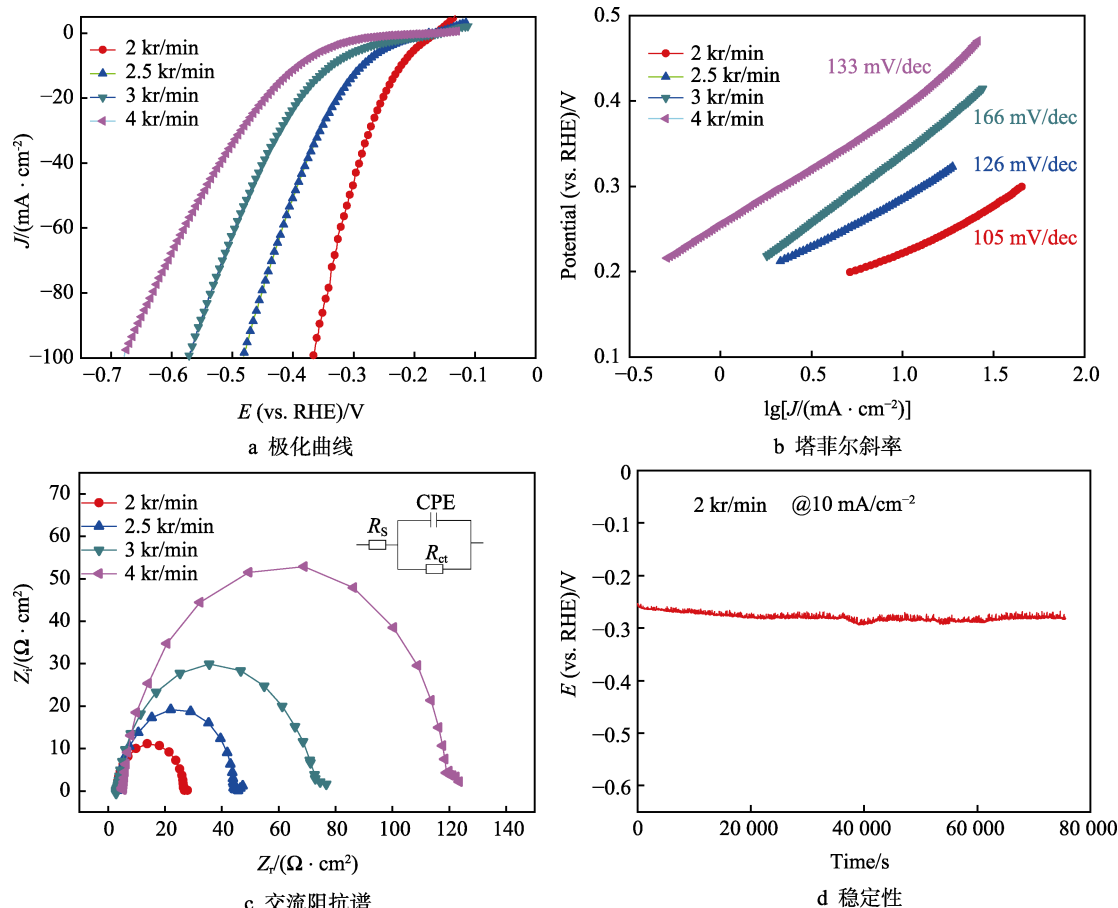 0
−20
−40
−60
−80
−100
J/(mA · cm⁻²)
2 kr/min
2.5 kr/min
3 kr/min
4 kr/min
−0.7 −0.6 −0.5 −0.4 −0.3 −0.2 −0.1 0
E (vs. RHE)/V
a 极化曲线
0.5
0.4
0.3
0.2
0.1
Potential (vs. RHE)/V
2 kr/min
2.5 kr/min
3 kr/min
4 kr/min
133 mV/dec
166 mV/dec
126 mV/dec
105 mV/dec
−0.5 0 0.5 1.0 1.5 2.0
lg[J/(mA · cm⁻²)]
b 塔菲尔斜率
70
60
50
40
30
20
10
0
Zi/(Ω · cm²)
2 kr/min
2.5 kr/min
3 kr/min
4 kr/min
CPE
RS
Rct
0 20 40 60 80 100 120 140
Zr/(Ω · cm²)
c 交流阻抗谱
0
−0.1
−0.2
−0.3
−0.4
−0.5
−0.6
E (vs. RHE)/V
2 kr/min @10 mA/cm⁻²
0 20 000 40 000 60 000 80 000
Time/s
d 稳定性